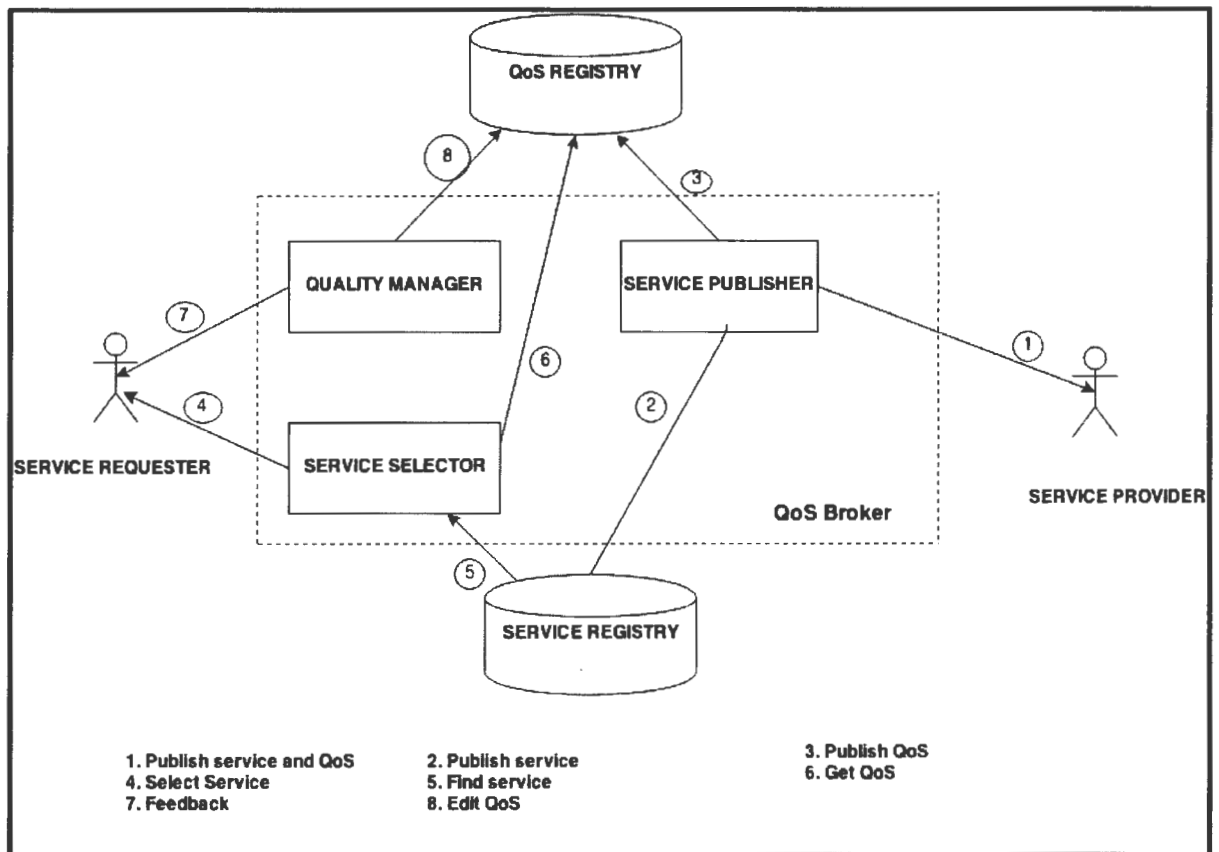 QoS REGISTRY
8
3
QUALITY MANAGER
SERVICE PUBLISHER
7
1
6
2
4
SERVICE REQUESTER
SERVICE SELECTOR
SERVICE PROVIDER
QoS Broker
5
SERVICE REGISTRY
1. Publish service and QoS
2. Publish service
3. Publish QoS
4. Select Service
5. Find service
6. Get QoS
7. Feedback
8. Edit QoS